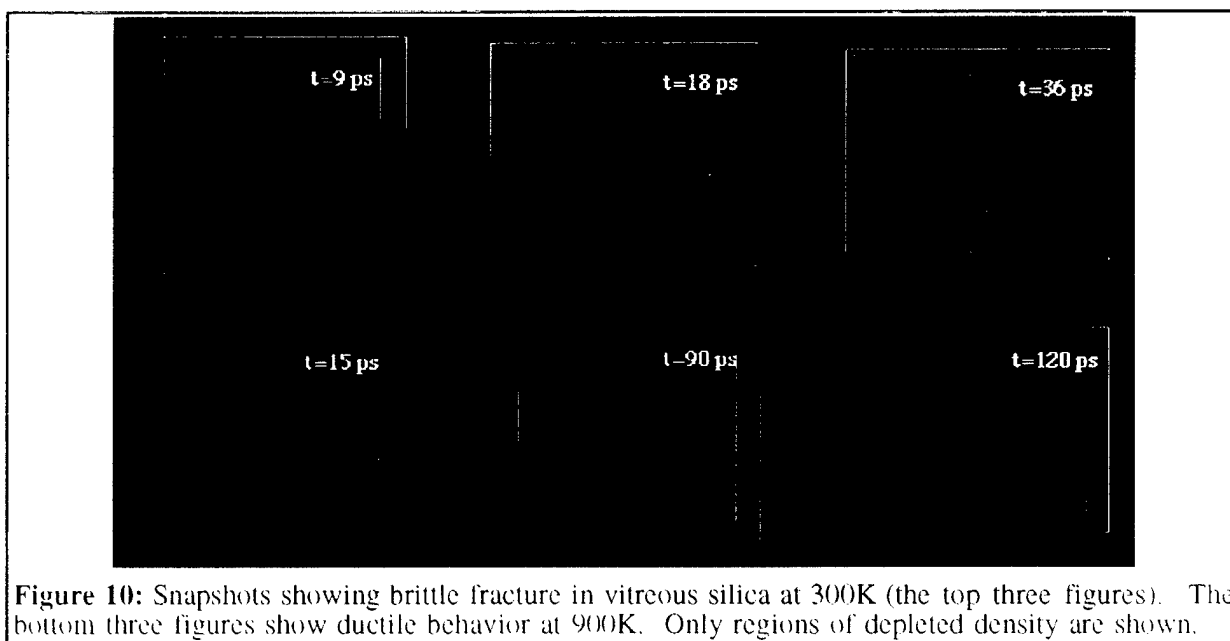 t=9 ps
t=18 ps
t=36 ps
t=15 ps
t=90 ps
t=120 ps
Figure 10: Snapshots showing brittle fracture in vitreous silica at 300K (the top three figures). The
bottom three figures show ductile behavior at 900K. Only regions of depleted density are shown.